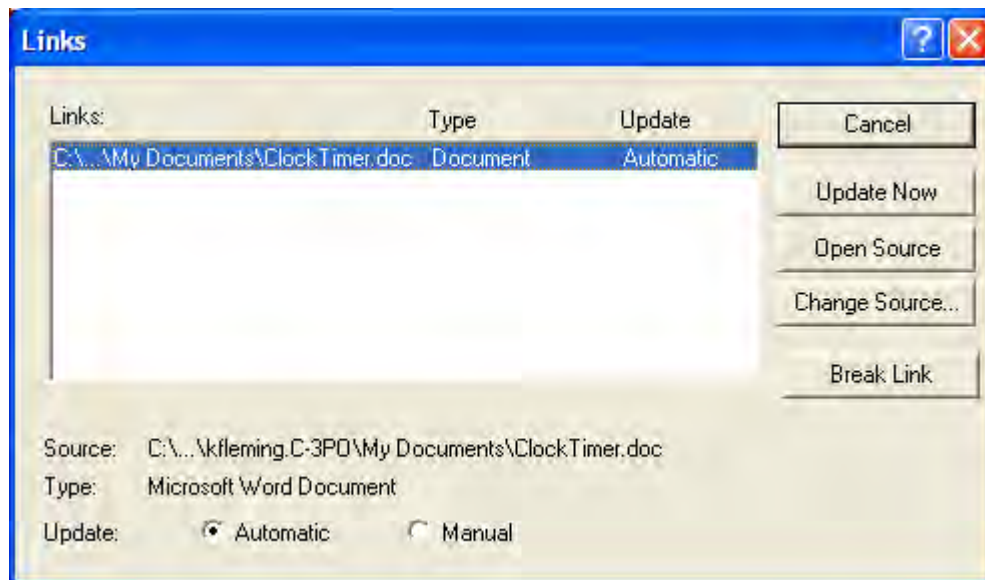 Links
Links: Type Update
C:\...\My Documents\ClockTimer.doc Document Automatic
Cancel
Update Now
Open Source
Change Source...
Break Link
Source: C:\...\kfleming.C-3PO\My Documents\ClockTimer.doc
Type: Microsoft Word Document
Update: Automatic Manual